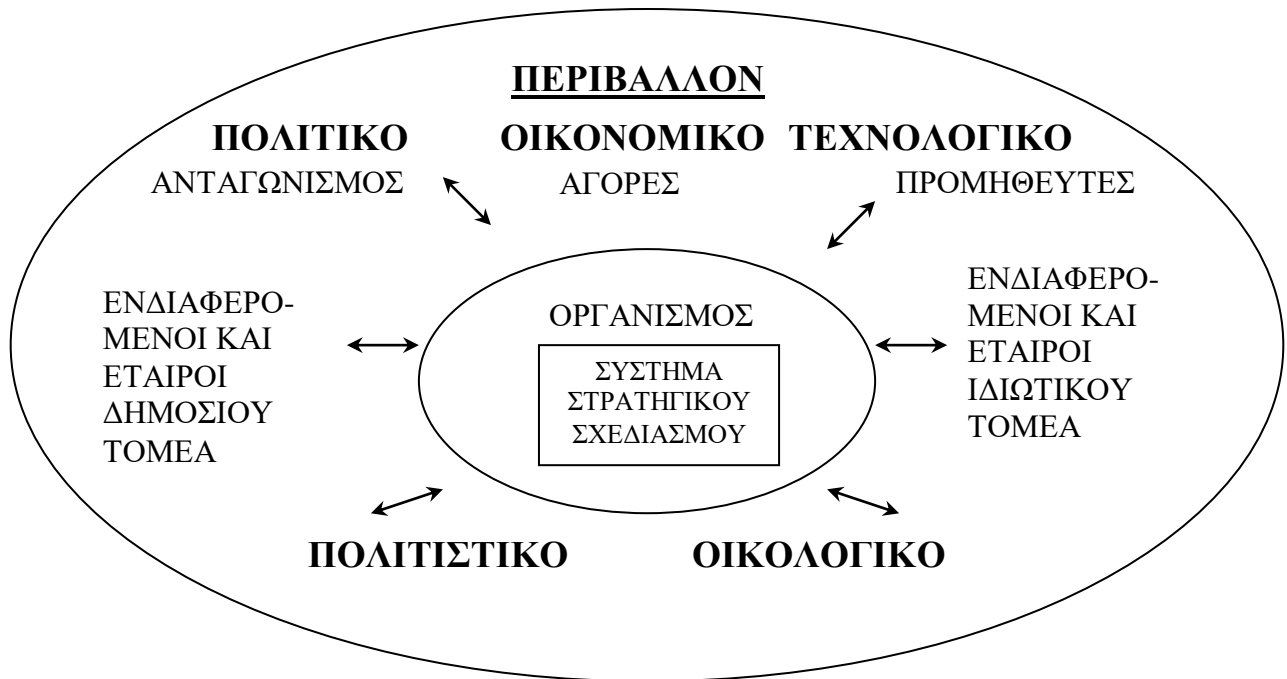 ΠΕΡΙΒΑΛΛΟΝ
ΠΟΛΙΤΙΚΟ ΟΙΚΟΝΟΜΙΚΟ ΤΕΧΝΟΛΟΓΙΚΟ
ΑΝΤΑΓΩΝΙΣΜΟΣ ΑΓΟΡΕΣ ΠΡΟΜΗΘΕΥΤΕΣ
ΕΝΔΙΑΦΕΡΟ-
ΜΕΝΟΙ ΚΑΙ
ΕΤΑΙΡΟΙ
ΔΗΜΟΣΙΟΥ
ΤΟΜΕΑ
ΟΡΓΑΝΙΣΜΟΣ
ΣΥΣΤΗΜΑ
ΣΤΡΑΤΗΓΙΚΟΥ
ΣΧΕΔΙΑΣΜΟΥ
ΕΝΔΙΑΦΕΡΟ-
ΜΕΝΟΙ ΚΑΙ
ΕΤΑΙΡΟΙ
ΙΔΙΩΤΙΚΟΥ
ΤΟΜΕΑ
ΠΟΛΙΤΙΣΤΙΚΟ ΟΙΚΟΛΟΓΙΚΟ